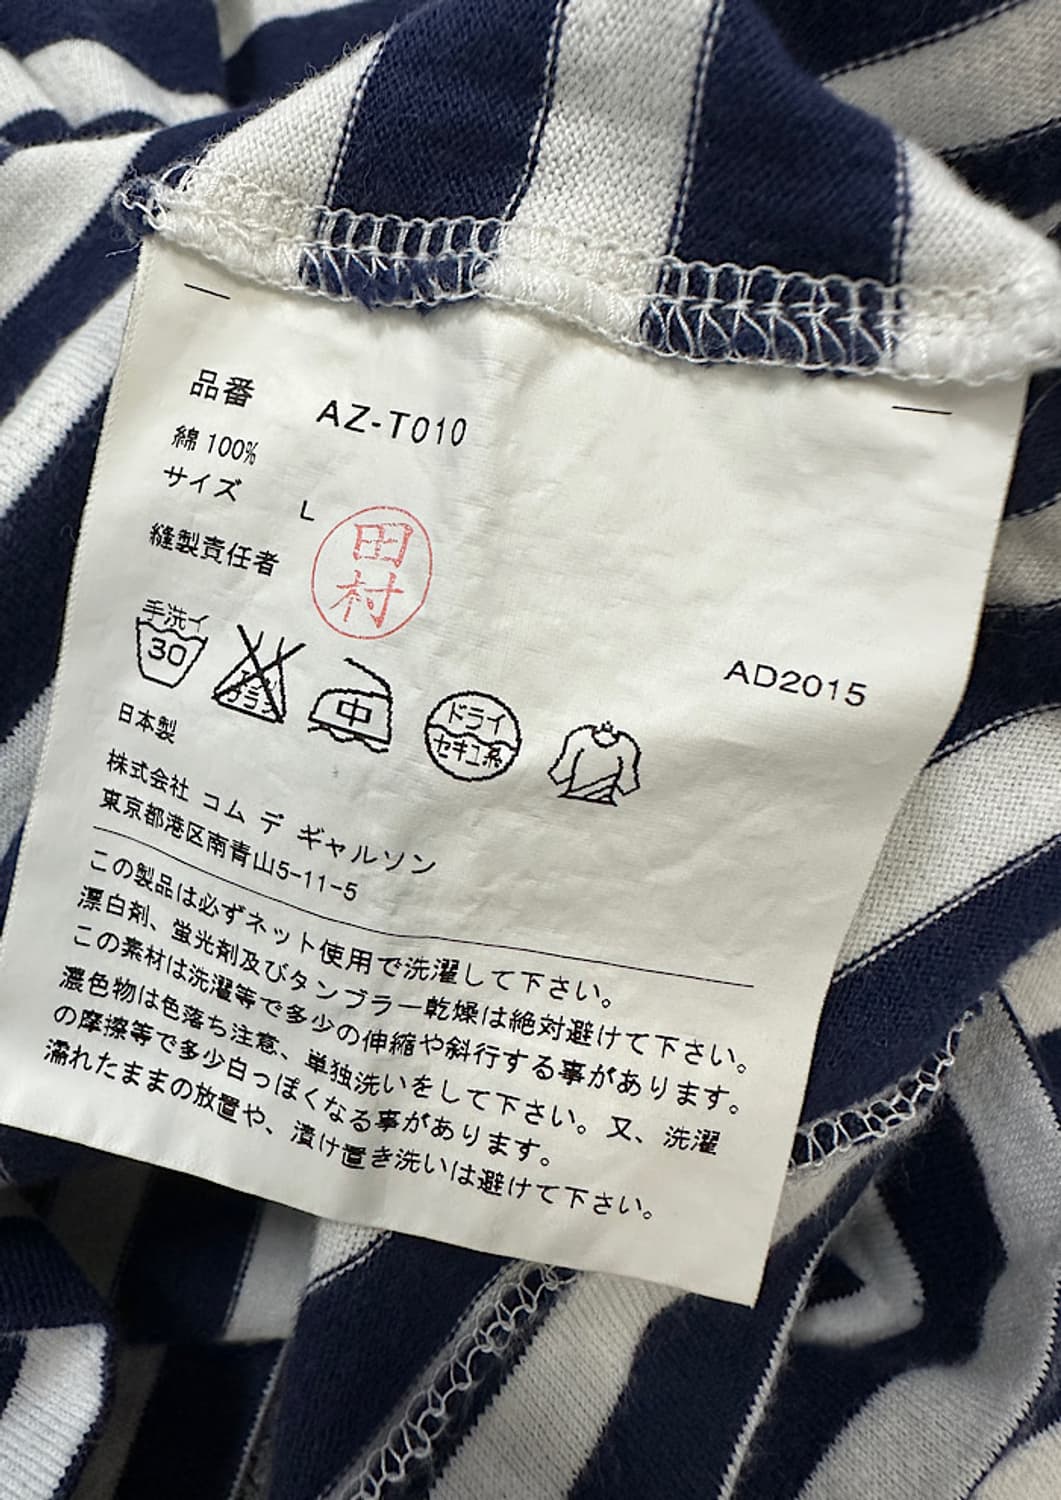 品番 AZ-T010
綿 100%
サイズ L
縫製責任者 田村
手洗イ
30
エンソ
サラシ
中
ドライ
セキユ系
AD2015
日本製
株式会社 コム デ ギャルソン
東京都港区南青山5-11-5
この製品は必ずネット使用で洗濯して下さい。
漂白剤、蛍光剤及びタンブラー乾燥は絶対避けて下さい。
この素材は洗濯等で多少の伸縮や斜行する事があります。
濃色物は色落ち注意、単独洗いをして下さい。又、洗濯
の摩擦等で多少白っぽくなる事があります。
濡れたままの放置や、漬け置き洗いは避けて下さい。